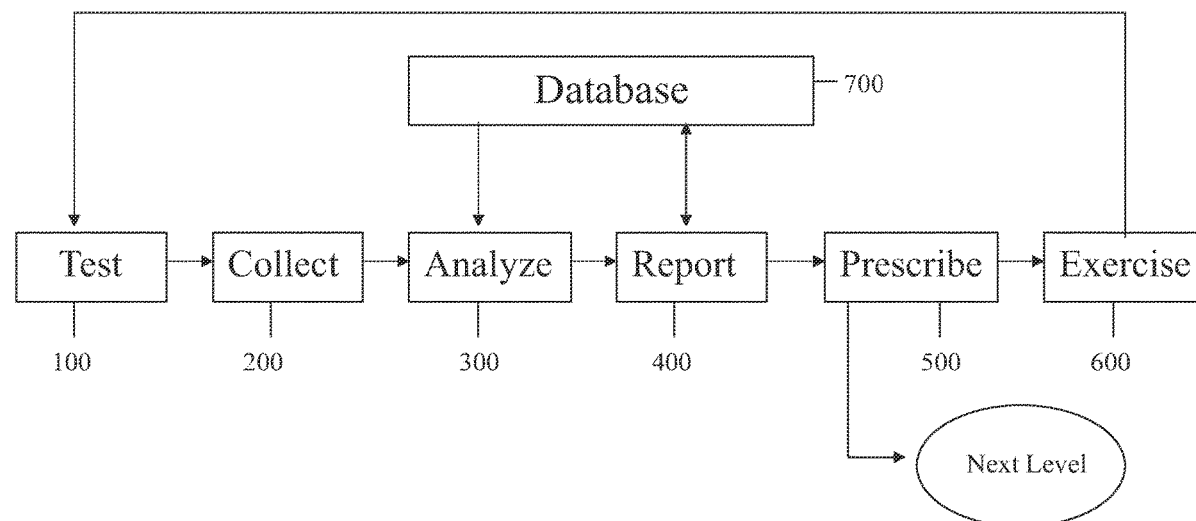 Database
700
Test
Collect
Analyze
Report
Prescribe
Exercise
100
200
300
400
500
600
Next Level